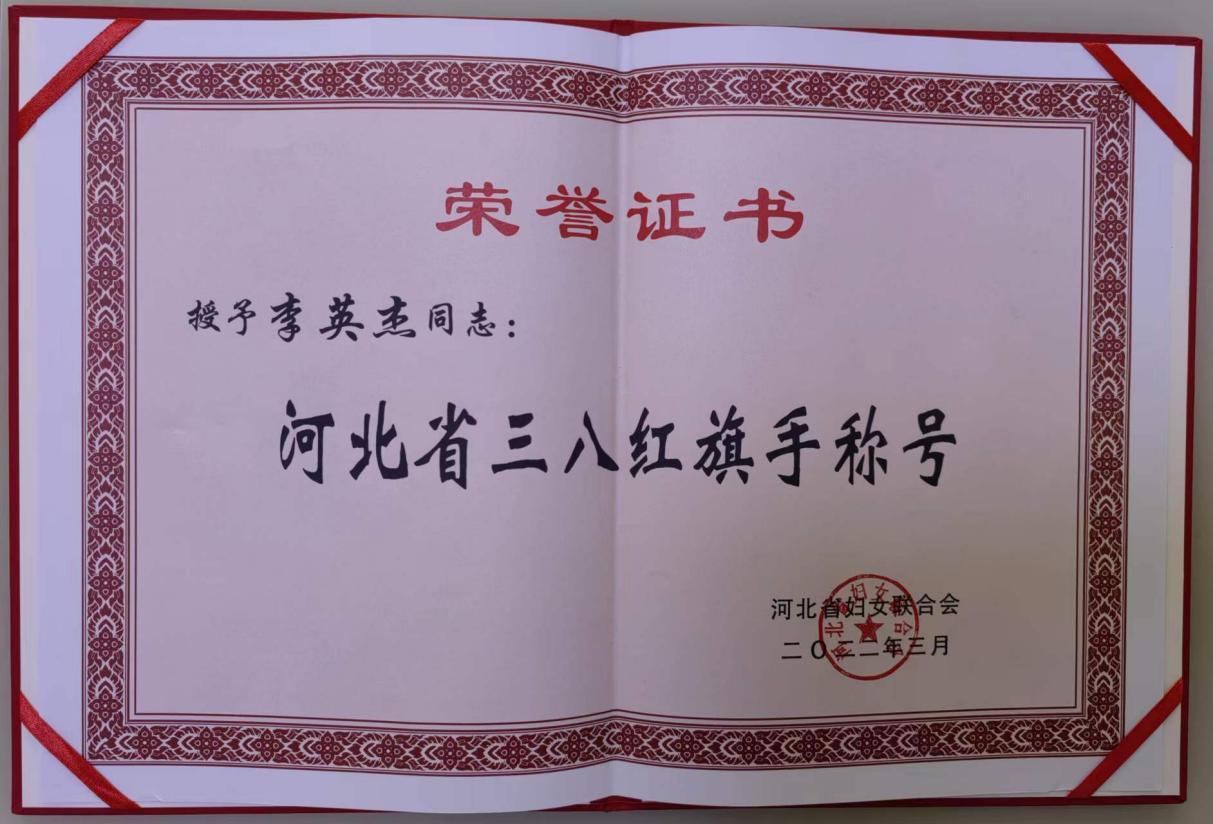 荣誉证书
授予李英杰同志：
河北省三八红旗手称号
河北省妇女联合会
二〇二二年三月